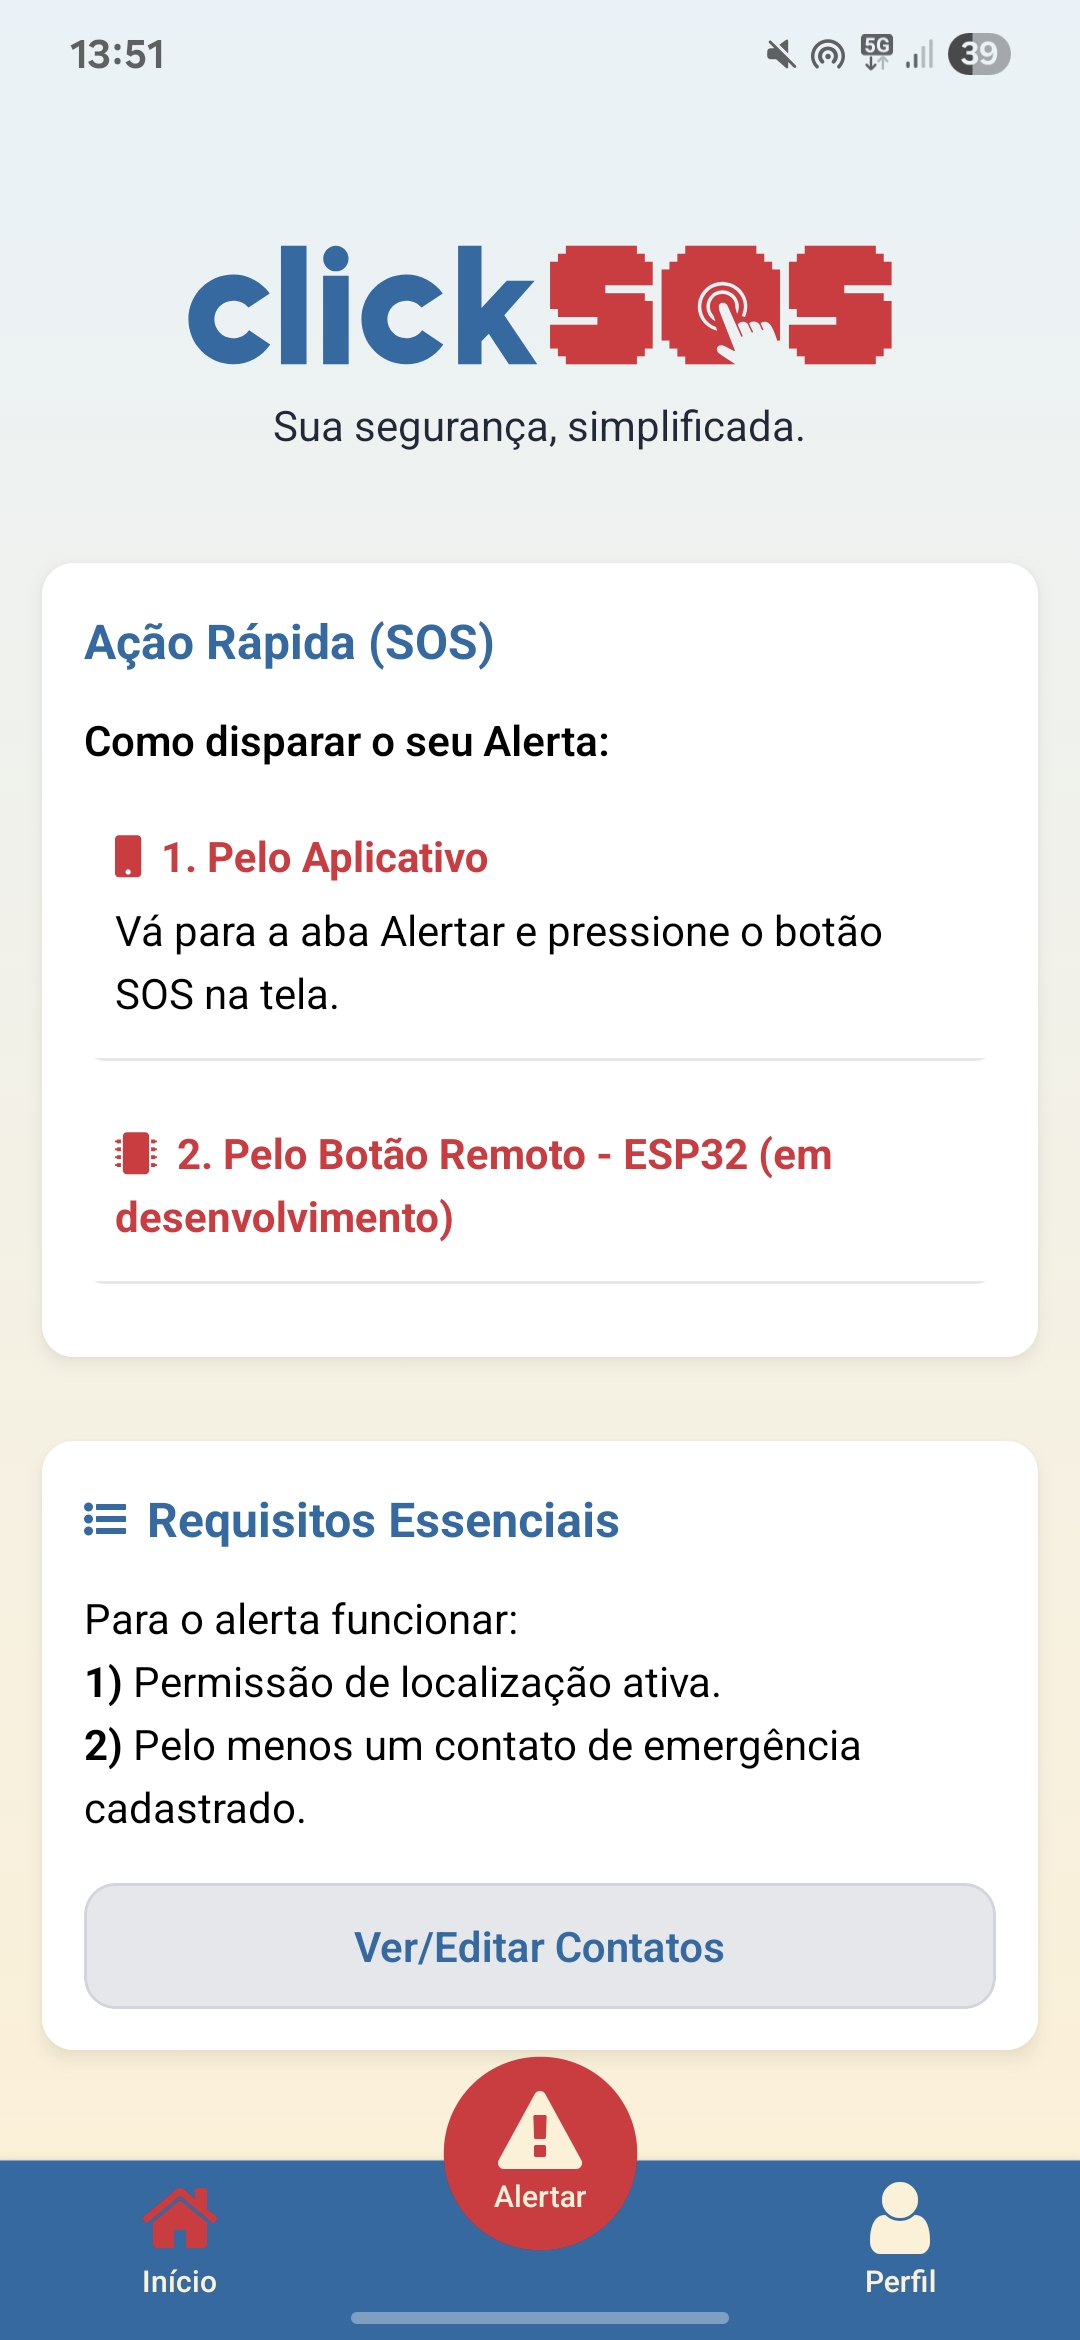 13:51
5G
39
clickSOS
Sua segurança, simplificada.
Ação Rápida (SOS)
Como disparar o seu Alerta:
1. Pelo Aplicativo
Vá para a aba Alertar e pressione o botão
SOS na tela.
2. Pelo Botão Remoto - ESP32 (em
desenvolvimento)
Requisitos Essenciais
Para o alerta funcionar:
1) Permissão de localização ativa.
2) Pelo menos um contato de emergência
cadastrado.
Ver/Editar Contatos
Alertar
Início
Perfil